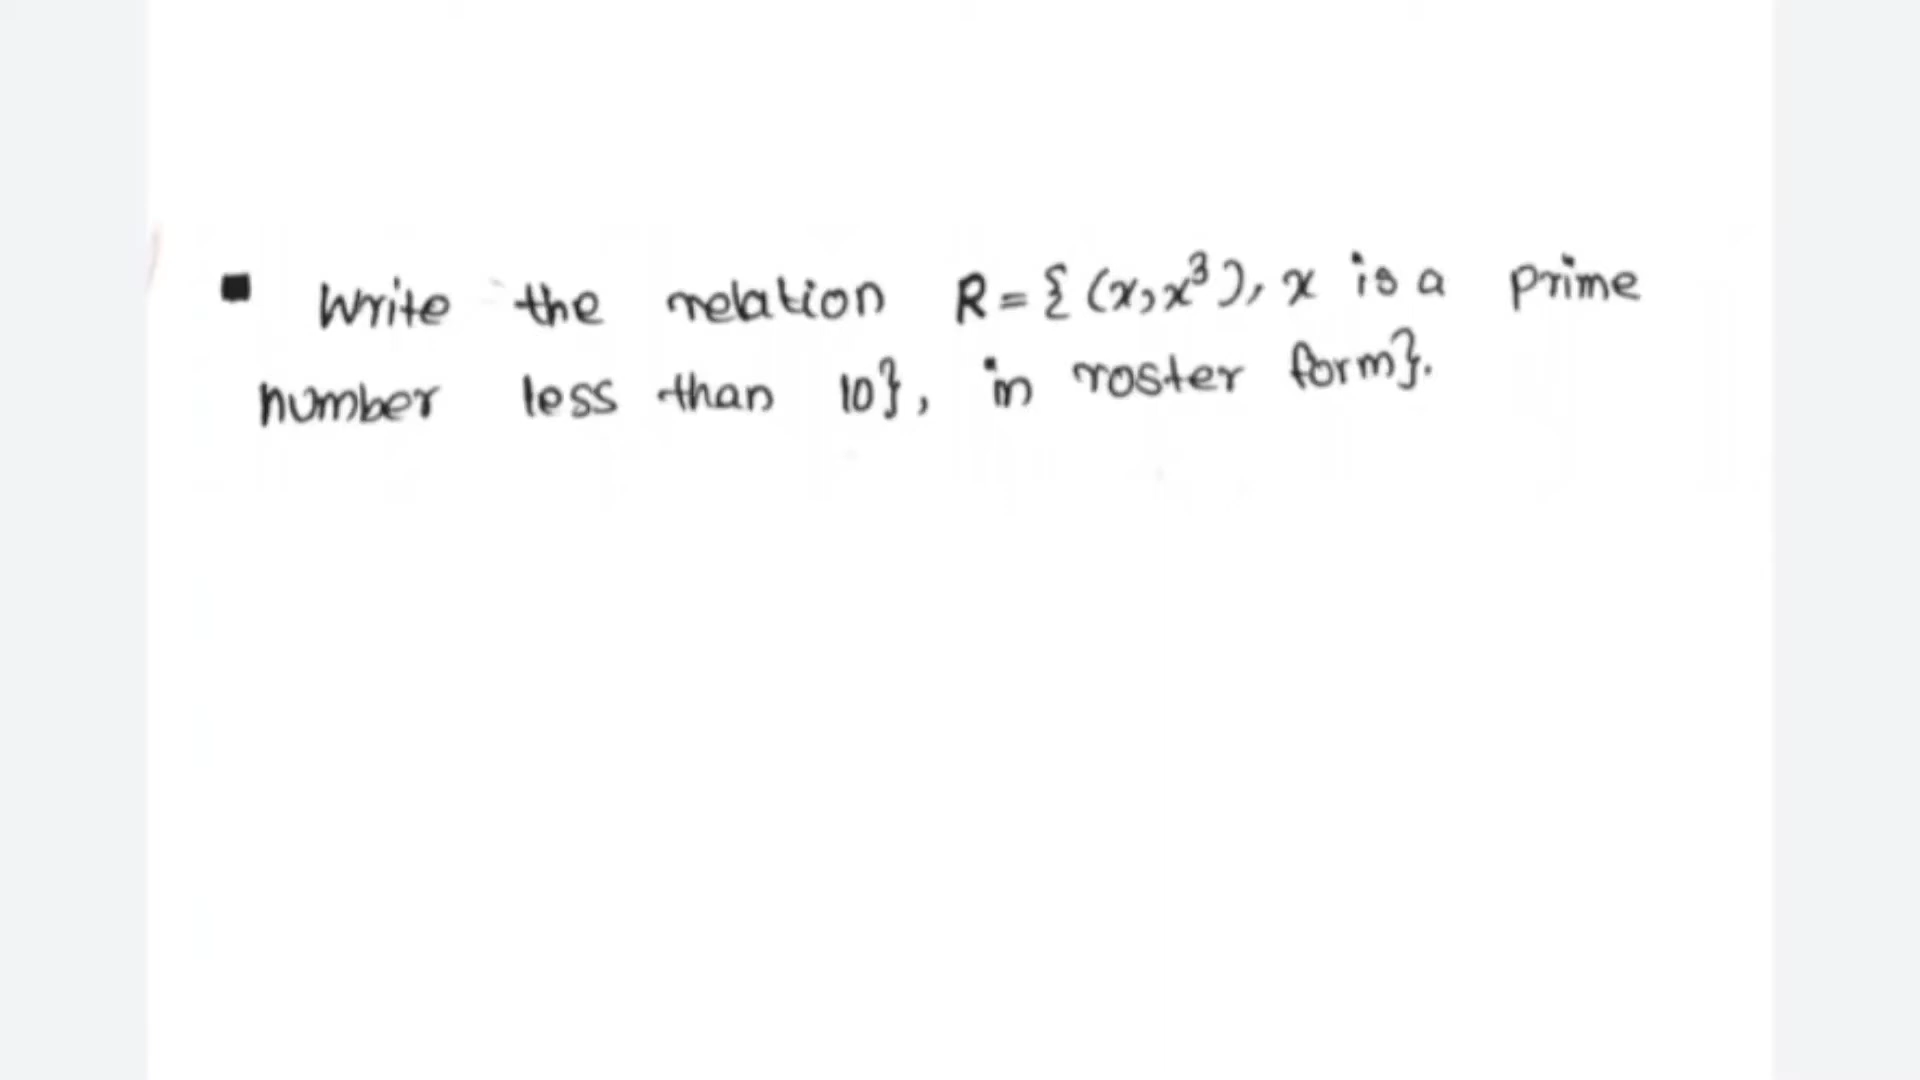 ▪ Write the relation R = { (x, x³), x is a prime
number less than 10}, in roster form}.